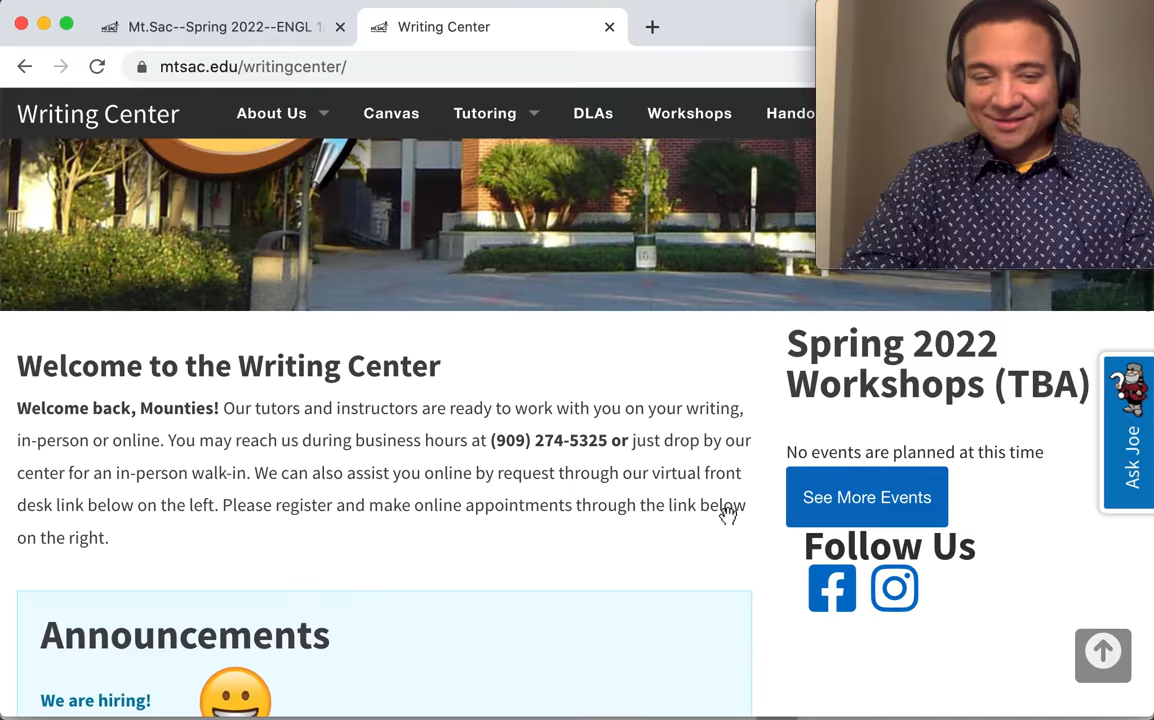 Mt.Sac--Spring 2022--ENGL 1
Writing Center
mtsac.edu/writingcenter/
Writing Center About Us Canvas Tutoring DLAs Workshops Hando
Welcome to the Writing Center
Welcome back, Mounties! Our tutors and instructors are ready to work with you on your writing,
in-person or online. You may reach us during business hours at (909) 274-5325 or just drop by our
center for an in-person walk-in. We can also assist you online by request through our virtual front
desk link below on the left. Please register and make online appointments through the link below
on the right.
Announcements
We are hiring!
Spring 2022
Workshops (TBA)
No events are planned at this time
See More Events
Follow Us
Ask Joe